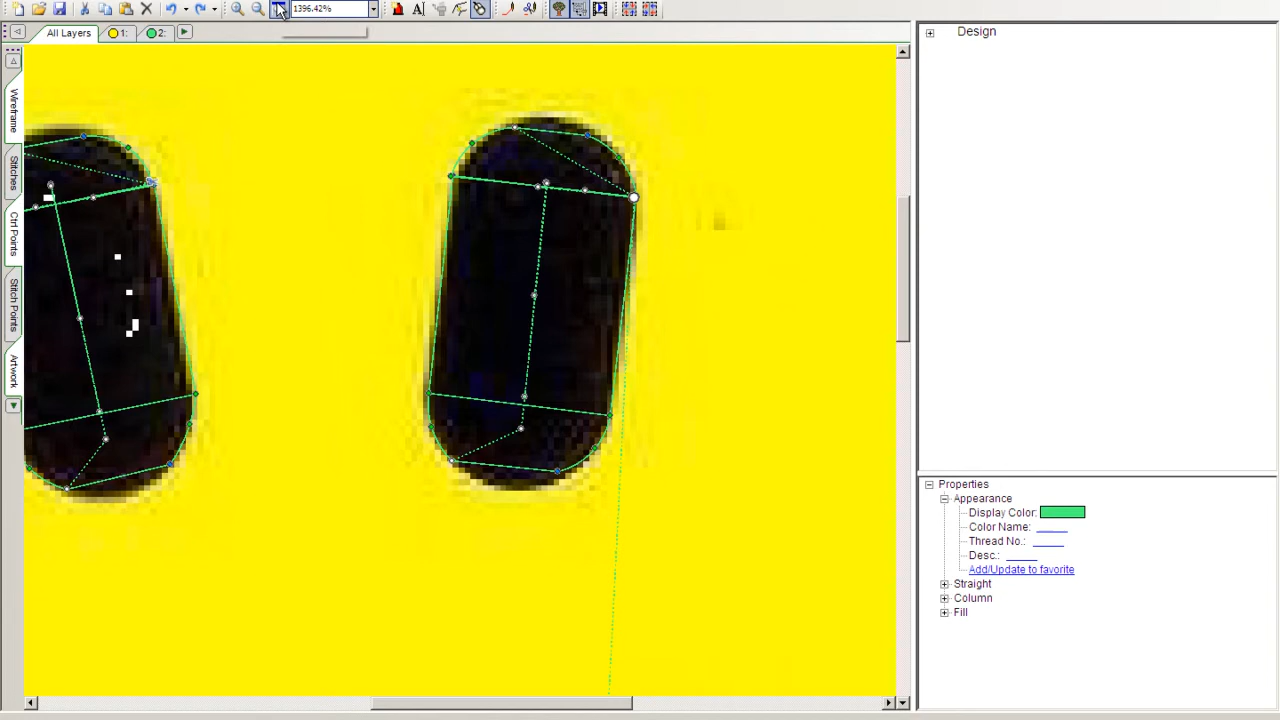 1396.42%
All Layers 1: 2:
Design
Wireframe
Stitches
Ctrl Points
Stitch Points
Artwork
Properties
Appearance
Display Color:
Color Name:
Thread No.:
Desc.:
Add/Update to favorite
Straight
Column
Fill